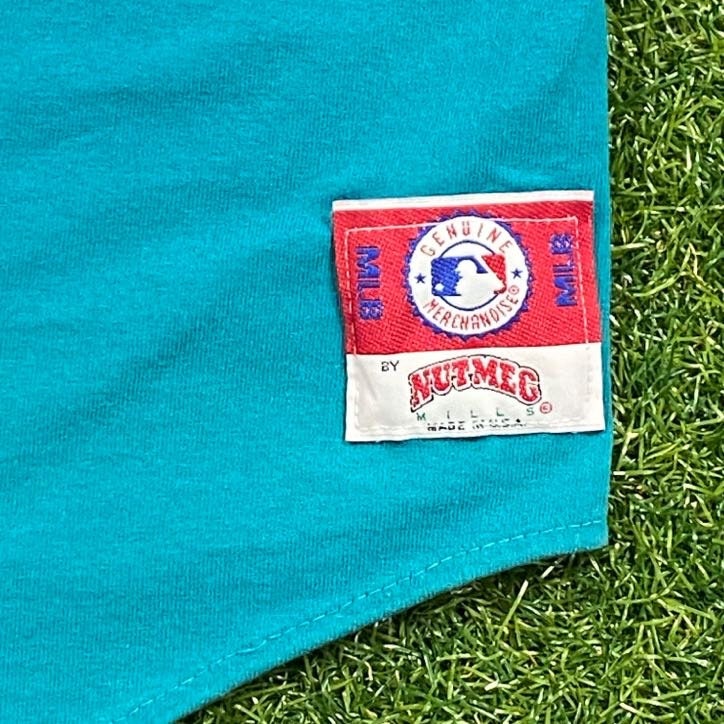 GENUINE
MLB
MLB
MERCHANDISE®
BY
NUTMEG
MILLS©
MADE IN U.S.A.